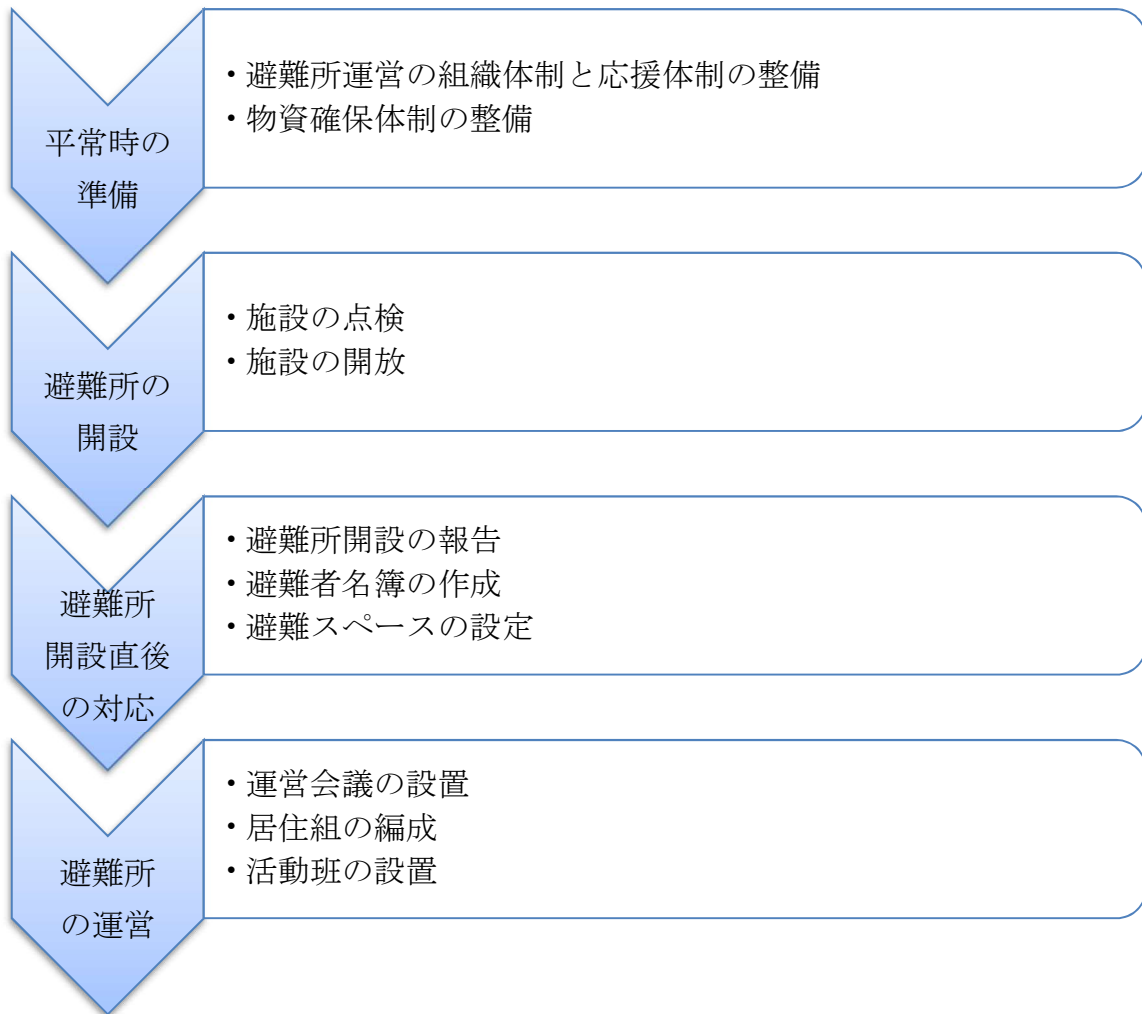 平常時の
準備
・避難所運営の組織体制と応援体制の整備
・物資確保体制の整備
避難所の
開設
・施設の点検
・施設の開放
避難所
開設直後
の対応
・避難所開設の報告
・避難者名簿の作成
・避難スペースの設定
避難所
の運営
・運営会議の設置
・居住組の編成
・活動班の設置